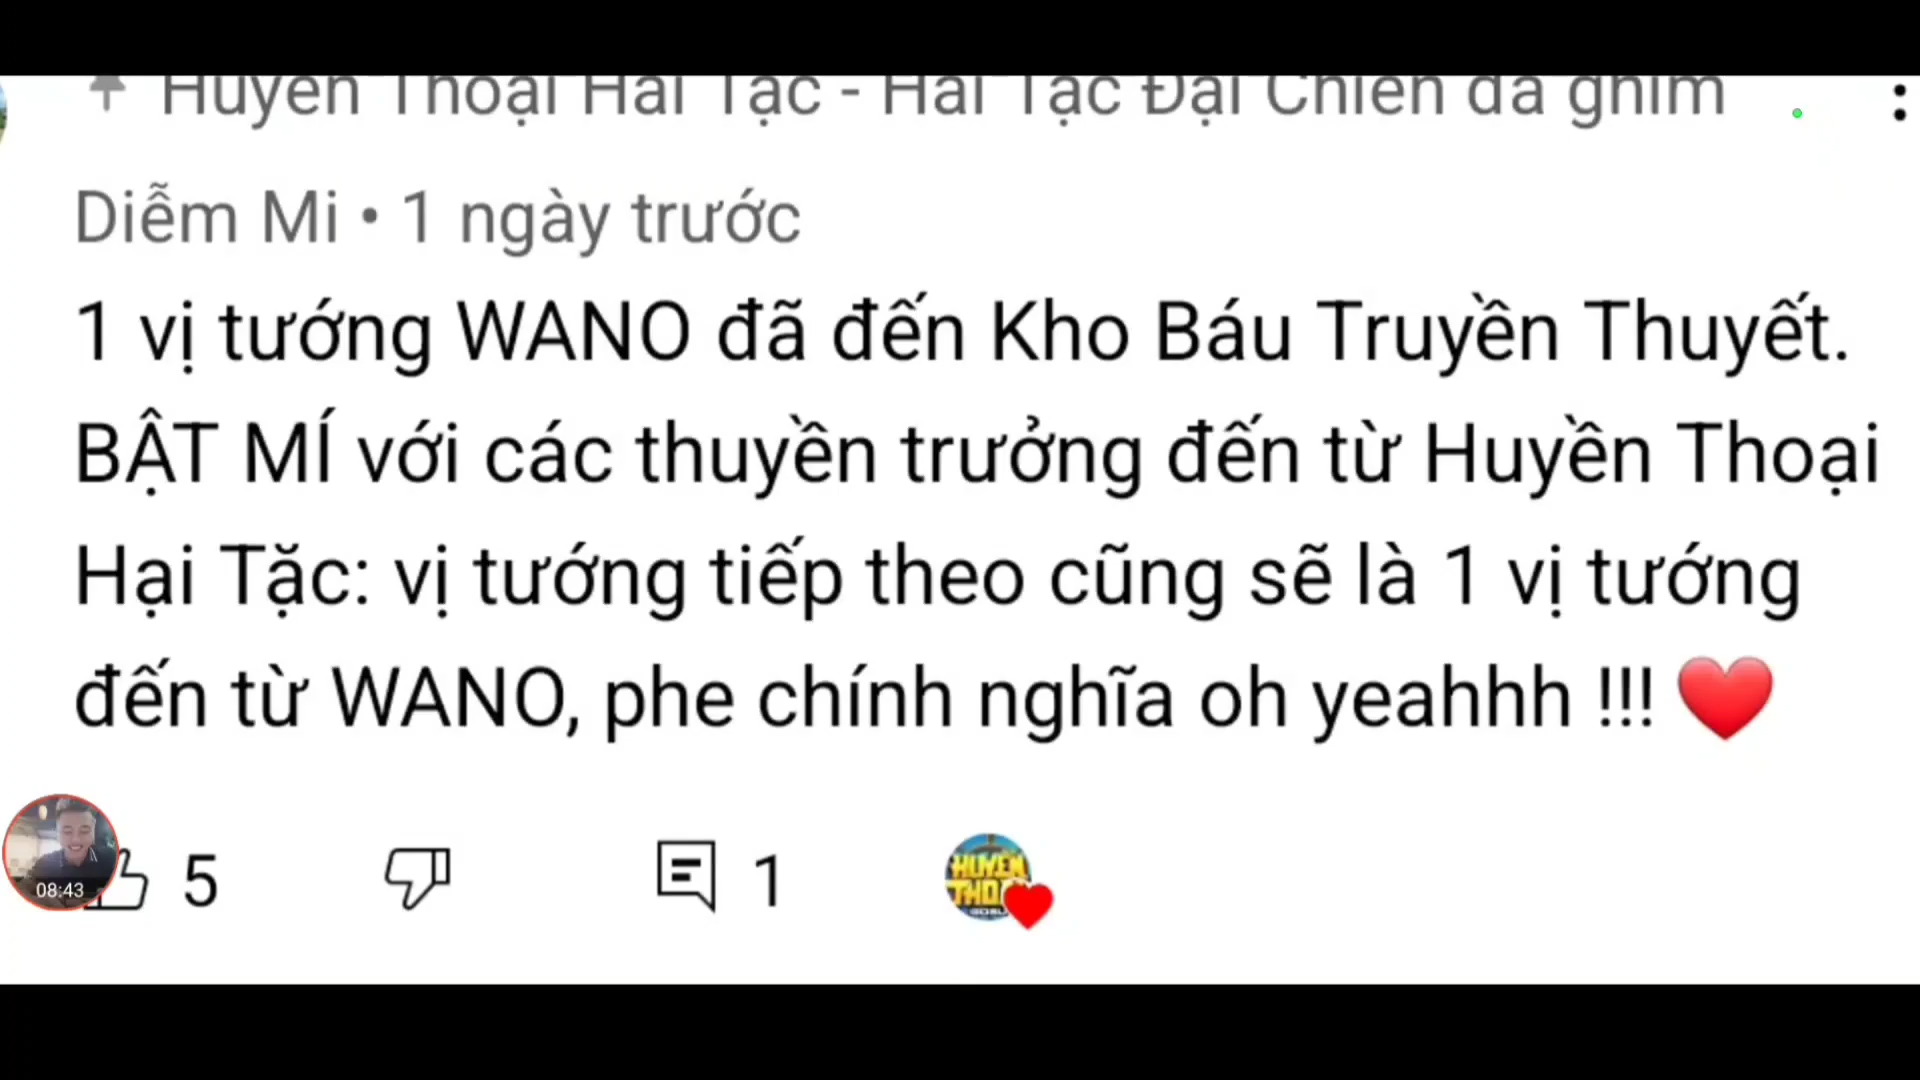 Huyền Thoại Hải Tặc - Hải Tặc Đại Chiến đã ghim
Diễm Mi • 1 ngày trước
1 vị tướng WANO đã đến Kho Báu Truyền Thuyết.
BẬT MÍ với các thuyền trưởng đến từ Huyền Thoại
Hại Tặc: vị tướng tiếp theo cũng sẽ là 1 vị tướng
đến từ WANO, phe chính nghĩa oh yeahhh !!! ❤️
08:43
5
1
HUYỀN